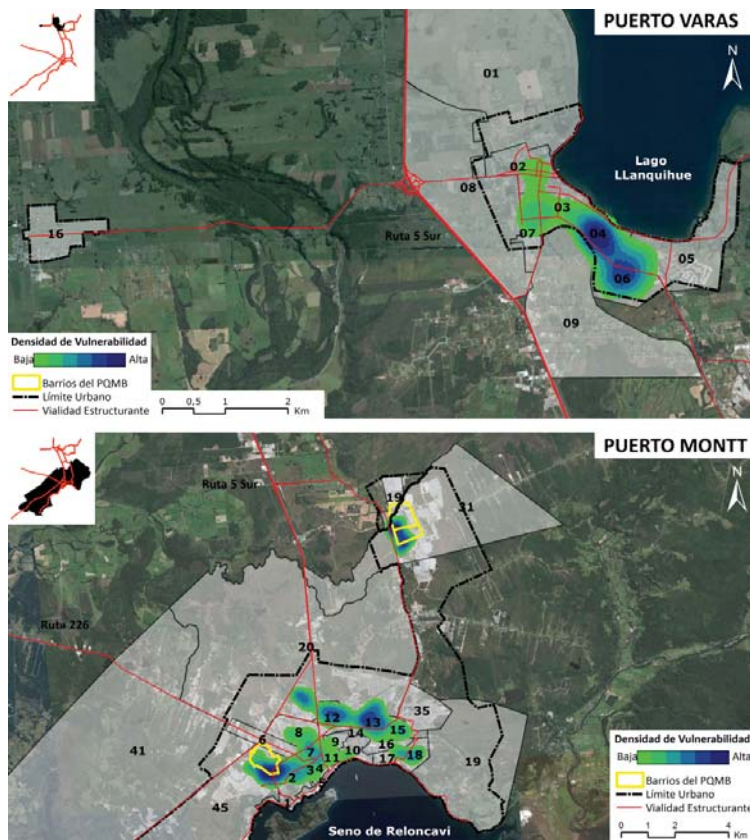 PUERTO VARAS
N
01
Lago
LLanquihue
02
08
03
16
07
04
05
Ruta 5 Sur
06
09
Densidad de Vulnerabilidad
Baja
Alta
Barrios del PQMB
Límite Urbano
Vialidad Estructurante
0 0,5 1 2
Km
PUERTO MONTT
N
Ruta 5 Sur
19
21
Ruta 226
20
12
13
35
41
8
14
15
6
9
16
7
10
18
11
17
19
2
3
4
45
Seno de Reloncavi
Densidad de Vulnerabilidad
Baja
Alta
Barrios del PQMB
Límite Urbano
Vialidad Estructurante
0 1 2 4
Km